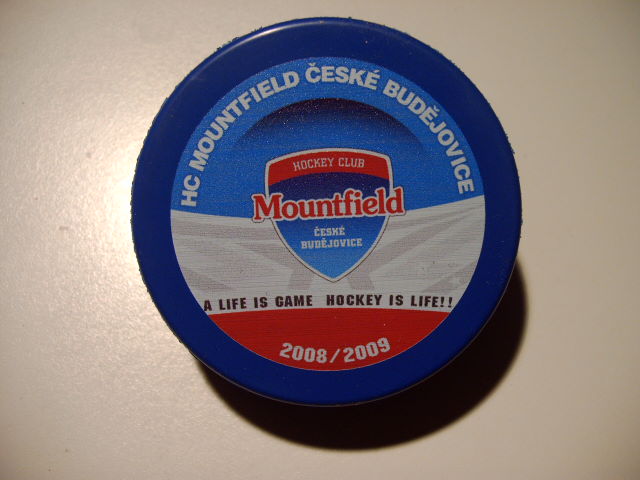 HC MOUNTFIELD ČESKÉ BUDĚJOVICE
HOCKEY CLUB
Mountfield
ČESKÉ
BUDĚJOVICE
A LIFE IS GAME HOCKEY IS LIFE!!
2008/2009